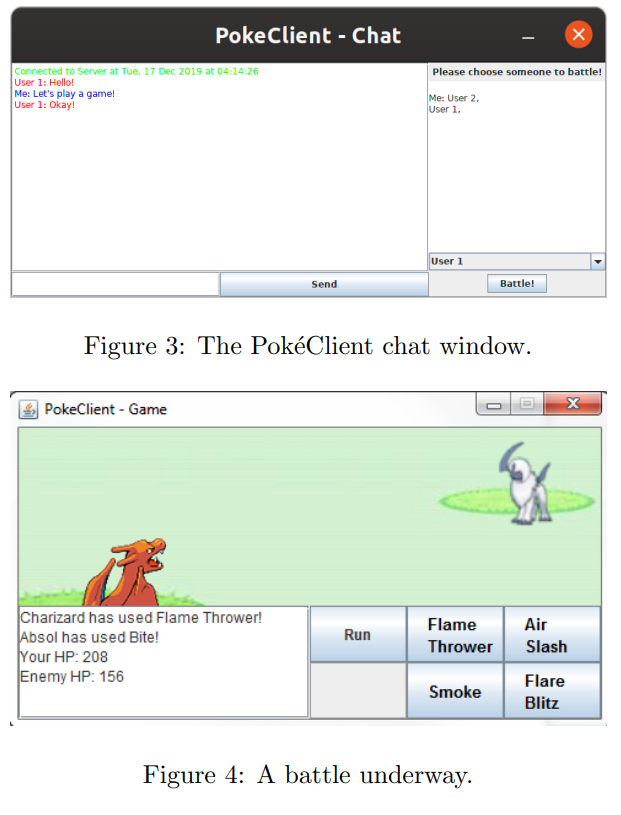 PokeClient - Chat
Connected to Server at Tue, 17 Dec 2019 at 04:14:26
User 1: Hello!
Me: Let's play a game!
User 1: Okay!
Please choose someone to battle!
Me: User 2,
User 1,
User 1
Send
Battle!
Figure 3: The PokéClient chat window.
PokeClient - Game
Charizard has used Flame Thrower!
Absol has used Bite!
Your HP: 208
Enemy HP: 156
Run
Flame
Thrower
Air
Slash
Smoke
Flare
Blitz
Figure 4: A battle underway.